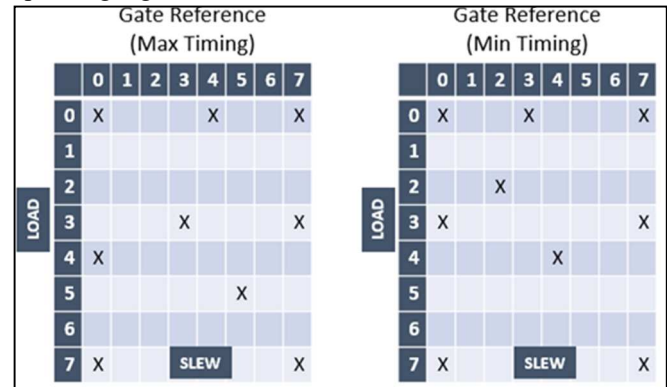 Gate Reference
(Max Timing)
0 1 2 3 4 5 6 7
0 X X X
1
2
3 X X
4 X
5 X
6
7 X X
LOAD
SLEW
Gate Reference
(Min Timing)
0 1 2 3 4 5 6 7
0 X X X
1
2 X
3 X X
4 X
5
6
7 X X
LOAD
SLEW